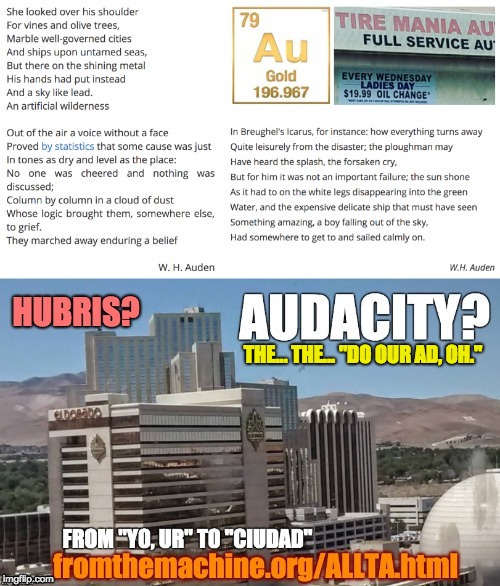 She looked over his shoulder
For vines and olive trees,
Marble well-governed cities
And ships upon untamed seas,
But there on the shining metal
His hands had put instead
And a sky like lead.
An artificial wilderness
Out of the air a voice without a face
Proved by statistics that some cause was just
In tones as dry and level as the place:
No one was cheered and nothing was
discussed;
Column by column in a cloud of dust
Whose logic brought them, somewhere else,
to grief.
They marched away enduring a belief
W. H. Auden
79
Au
Gold
196.967
TIRE MANIA AU
FULL SERVICE AU
EVERY WEDNESDAY
LADIES DAY
$19.99 OIL CHANGE*
In Breughel's Icarus, for instance: how everything turns away
Quite leisurely from the disaster; the ploughman may
Have heard the splash, the forsaken cry,
But for him it was not an important failure; the sun shone
As it had to on the white legs disappearing into the green
Water, and the expensive delicate ship that must have seen
Something amazing, a boy falling out of the sky,
Had somewhere to get to and sailed calmly on.
W.H. Auden
HUBRIS?
AUDACITY?
THE... THE... "DO OUR AD, OH."
ELDORADO
FROM "YO, UR" TO "CIUDAD"
fromthemachine.org/ALLTA.html
imgflip.com